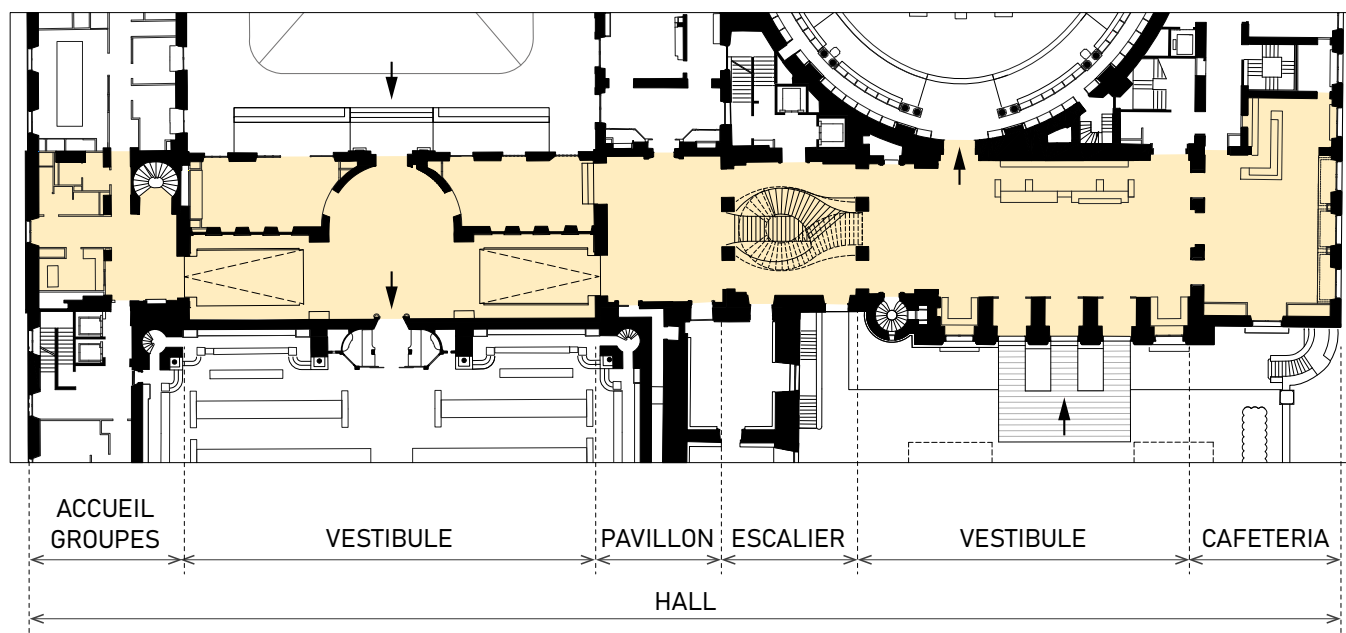 ACCUEIL
GROUPES
VESTIBULE
PAVILLON
ESCALIER
VESTIBULE
CAFETERIA
HALL